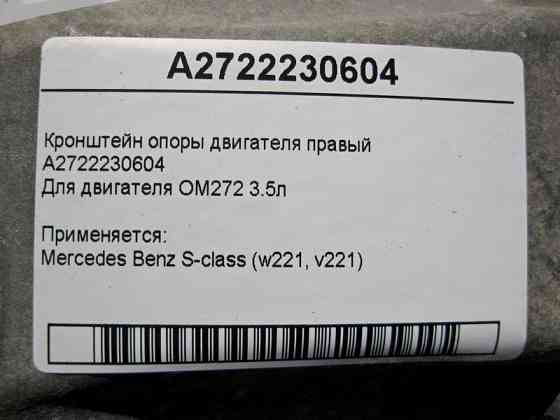 A2722230604
Кронштейн опоры двигателя правый
A2722230604
Для двигателя OM272 3.5л
Применяется:
Mercedes Benz S-class (w221, v221)